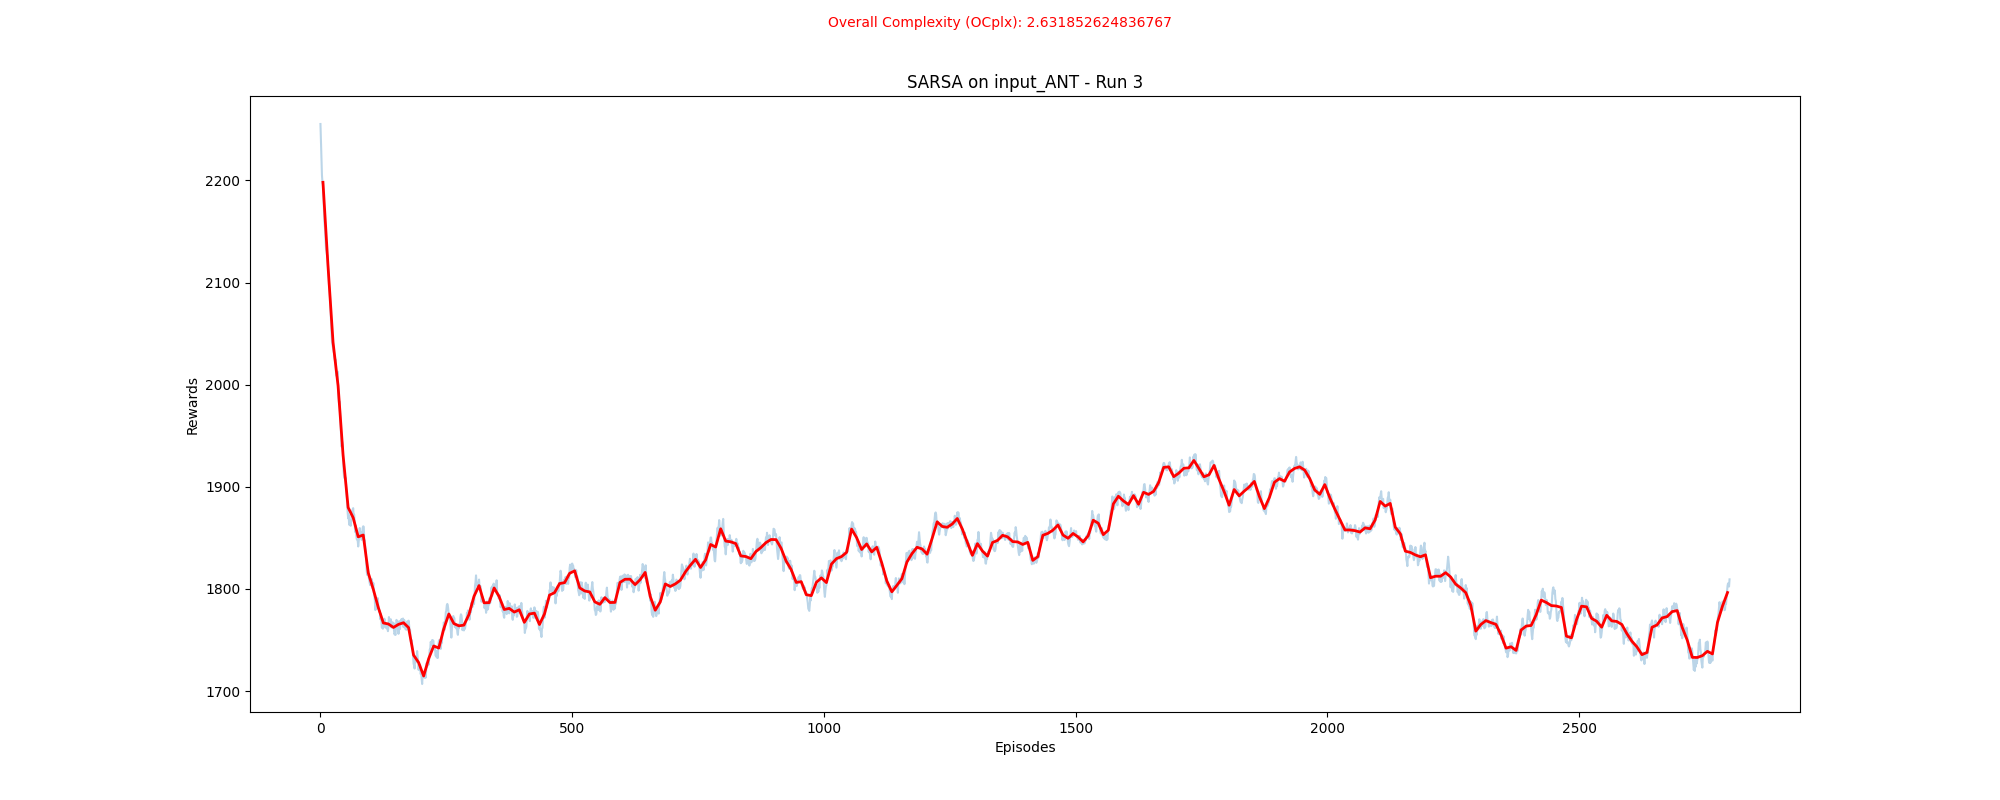 Overall Complexity (OCplx): 2.631852624836767
SARSA on input_ANT - Run 3
Rewards
2200
2100
2000
1900
1800
1700
0 500 1000 1500 2000 2500
Episodes